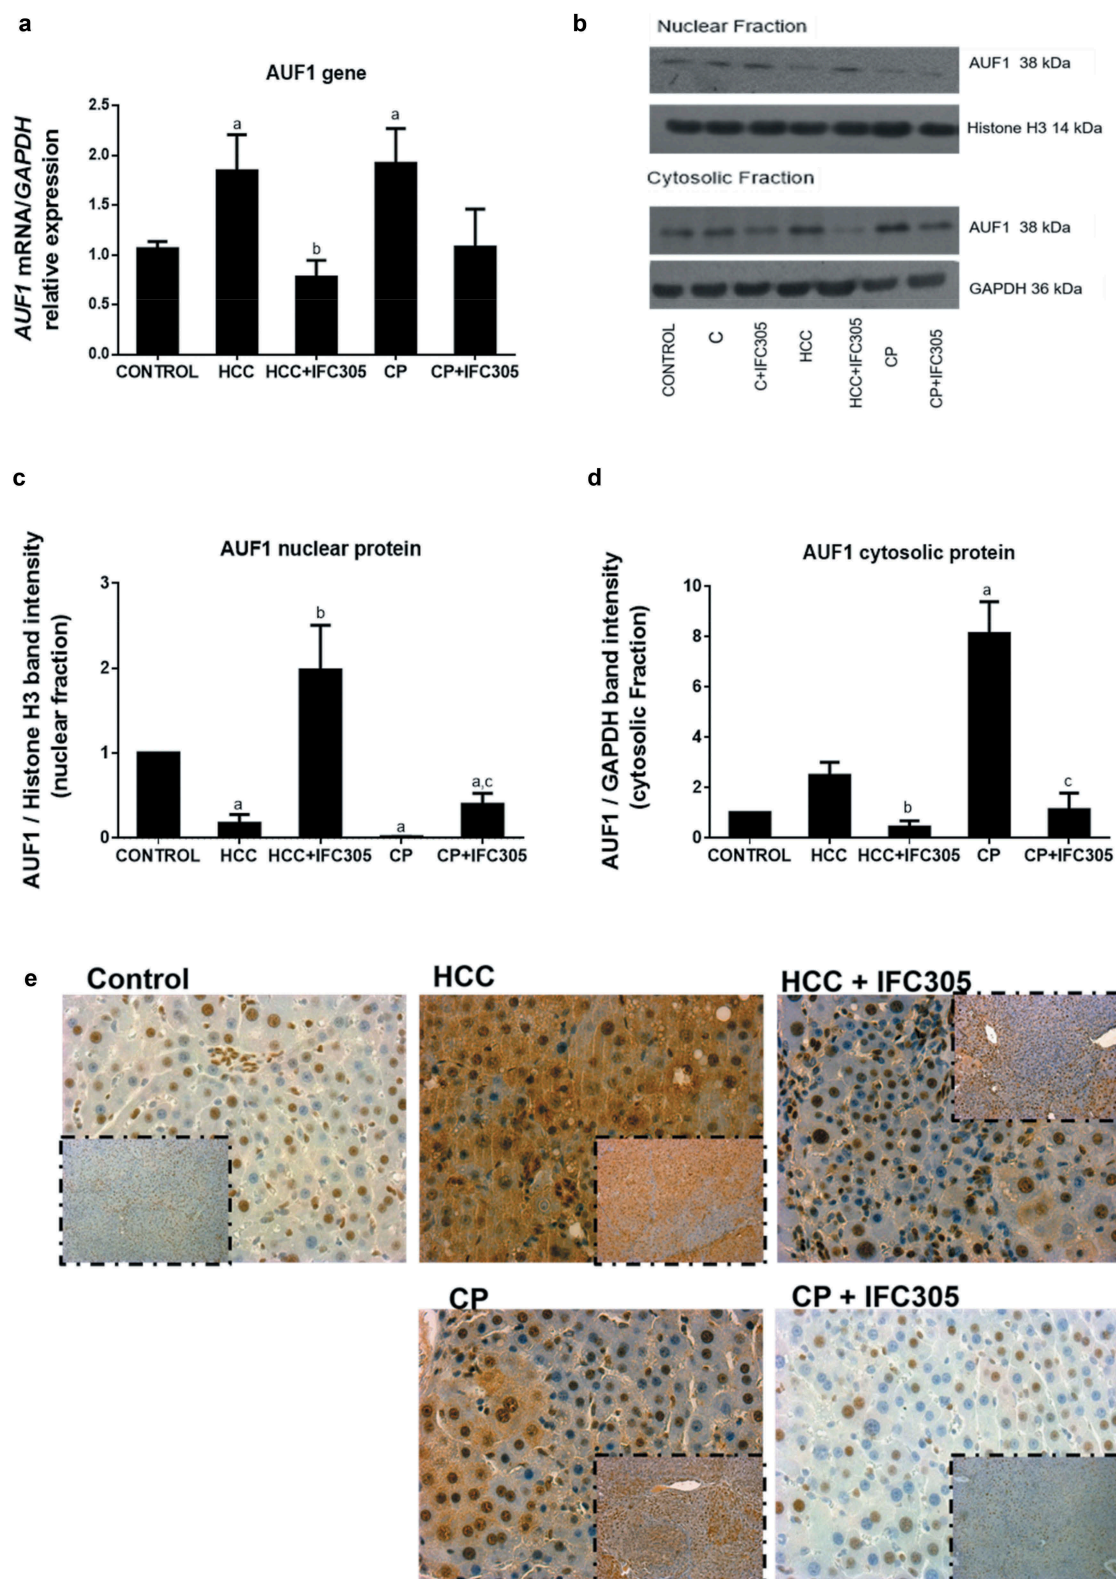 a
AUF1 gene
AUF1 mRNA/GAPDH
relative expression
2.5
2.0
1.5
1.0
0.5
0.0
a
b
a
CONTROL HCC HCC+IFC305 CP CP+IFC305
b
Nuclear Fraction
AUF1 38 kDa
Histone H3 14 kDa
Cytosolic Fraction
AUF1 38 kDa
GAPDH 36 kDa
CONTROL
C
C+IFC305
HCC
HCC+IFC305
CP
CP+IFC305
c
AUF1 nuclear protein
AUF1 / Histone H3 band intensity
(nuclear fraction)
3
2
1
0
a
b
a
a,c
CONTROL HCC HCC+IFC305 CP CP+IFC305
d
AUF1 cytosolic protein
AUF1 / GAPDH band intensity
(cytosolic Fraction)
10
8
6
4
2
0
b
a
c
CONTROL HCC HCC+IFC305 CP CP+IFC305
e
Control
HCC
HCC + IFC305
CP
CP + IFC305